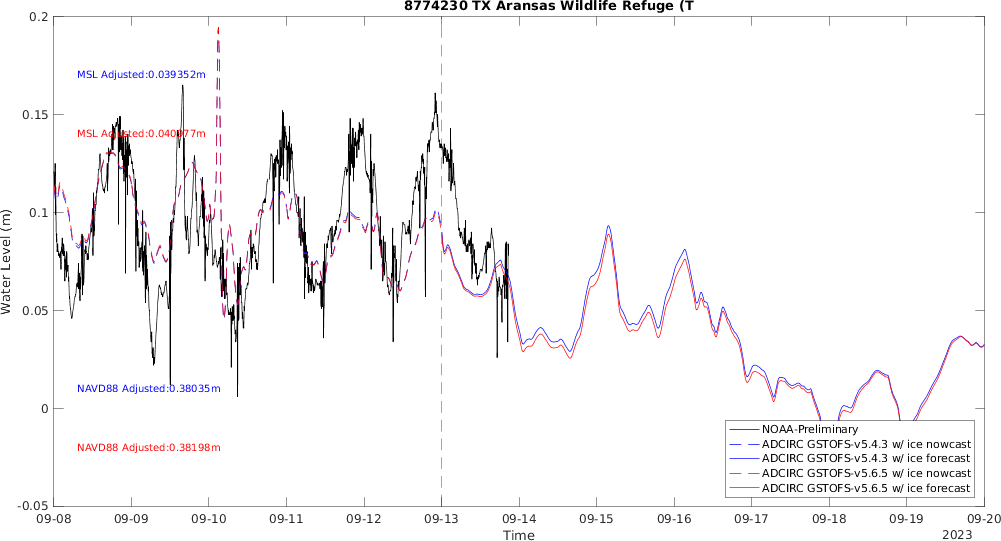 8774230 TX Aransas Wildlife Refuge (T
0.2
0.15
0.1
0.05
0
-0.05
Water Level (m)
MSL Adjusted:0.039352m
MSL Adjusted:0.040977m
NAVD88 Adjusted:0.38035m
NAVD88 Adjusted:0.38198m
NOAA-Preliminary
ADCIRC GSTOFS-v5.4.3 w/ ice nowcast
ADCIRC GSTOFS-v5.4.3 w/ ice forecast
ADCIRC GSTOFS-v5.6.5 w/ ice nowcast
ADCIRC GSTOFS-v5.6.5 w/ ice forecast
09-08 09-09 09-10 09-11 09-12 09-13 09-14 09-15 09-16 09-17 09-18 09-19 09-20
Time
2023